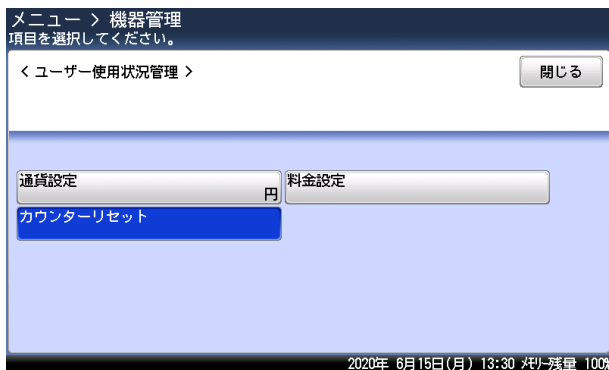 メニュー > 機器管理
項目を選択してください。
< ユーザー使用状況管理 >
閉じる
通貨設定
円
料金設定
カウンターリセット
2020年 6月15日(月) 13:30 メモリー残量 100%